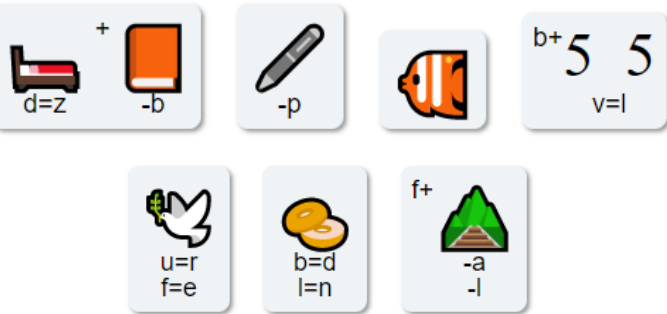 +
b+ 5 5
d=z -b -p v=l
f+
u=r b=d -a
f=e l=n -l